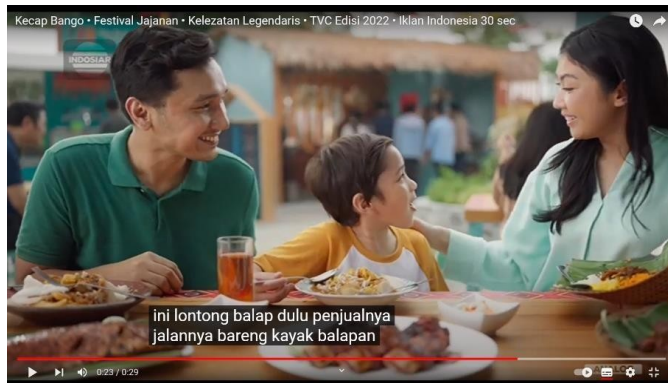 Kecap Bango • Festival Jajanan • Kelezatan Legendaris • TVC Edisi 2022 • Iklan Indonesia 30 sec
INDOSIAR
ini lontong balap dulu penjualnya
jalannya bareng kayak balapan
0:23 / 0:29